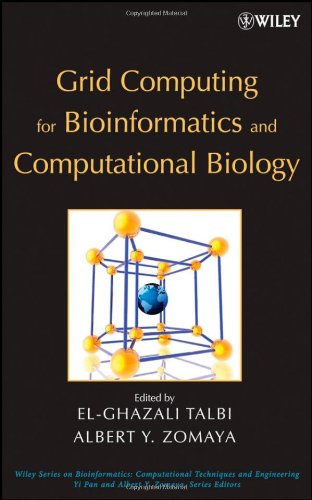 WILEY
Grid Computing
for Bioinformatics and
Computational Biology
Edited by
EL-GHAZALI TALBI
ALBERT Y. ZOMAYA
Wiley Series on Bioinformatics: Computational Techniques and Engineering
Yi Pan and Albert Y. Zomaya, Series Editors